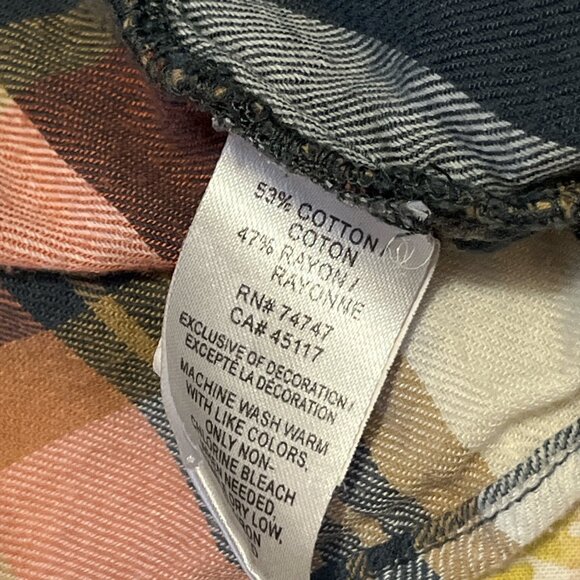 53% COTTON/
COTON
47% RAYON/
RAYONNE
RN# 74747
CA# 45117
EXCLUSIVE OF DECORATION/
EXCEPTÉ LA DÉCORATION
MACHINE WASH WARM
WITH LIKE COLORS.
ONLY NON-
CHLORINE BLEACH
NEEDED.
DRY LOW.